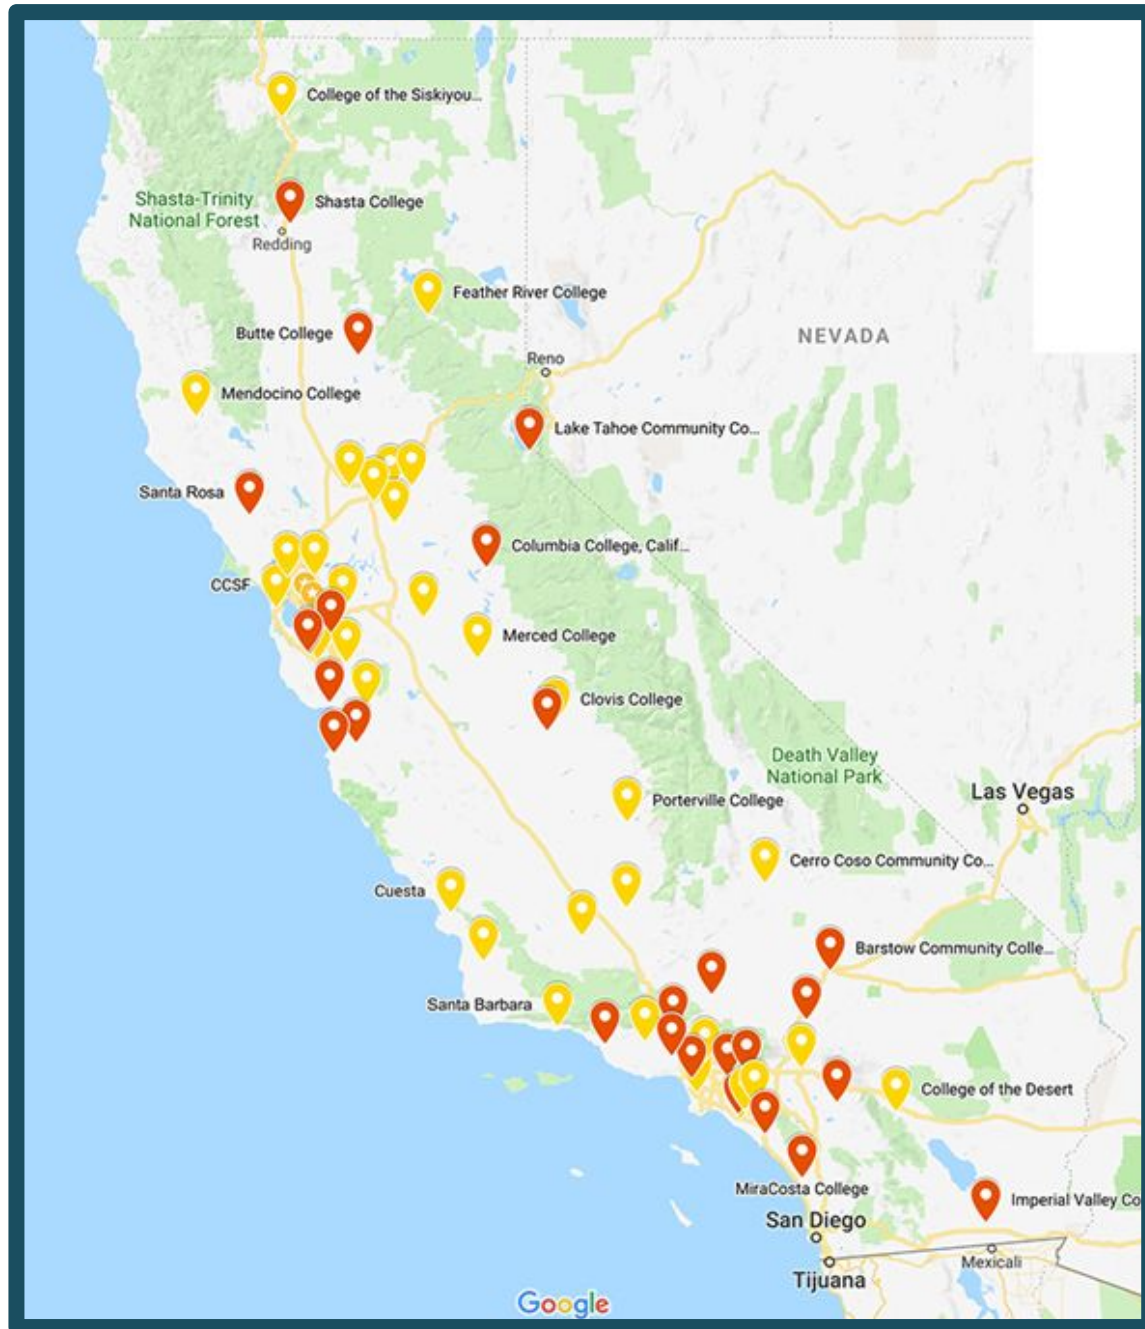 College of the Siskiyou...
Shasta-Trinity
National Forest
Shasta College
Redding
Feather River College
Butte College
NEVADA
Reno
Mendocino College
Lake Tahoe Community Co...
Santa Rosa
Columbia College, Calif...
CCSF
Merced College
Clovis College
Death Valley
National Park
Las Vegas
Porterville College
Cerro Coso Community Co...
Cuesta
Barstow Community Colle...
Santa Barbara
College of the Desert
MiraCosta College
Imperial Valley Co
San Diego
Mexicali
Tijuana
Google